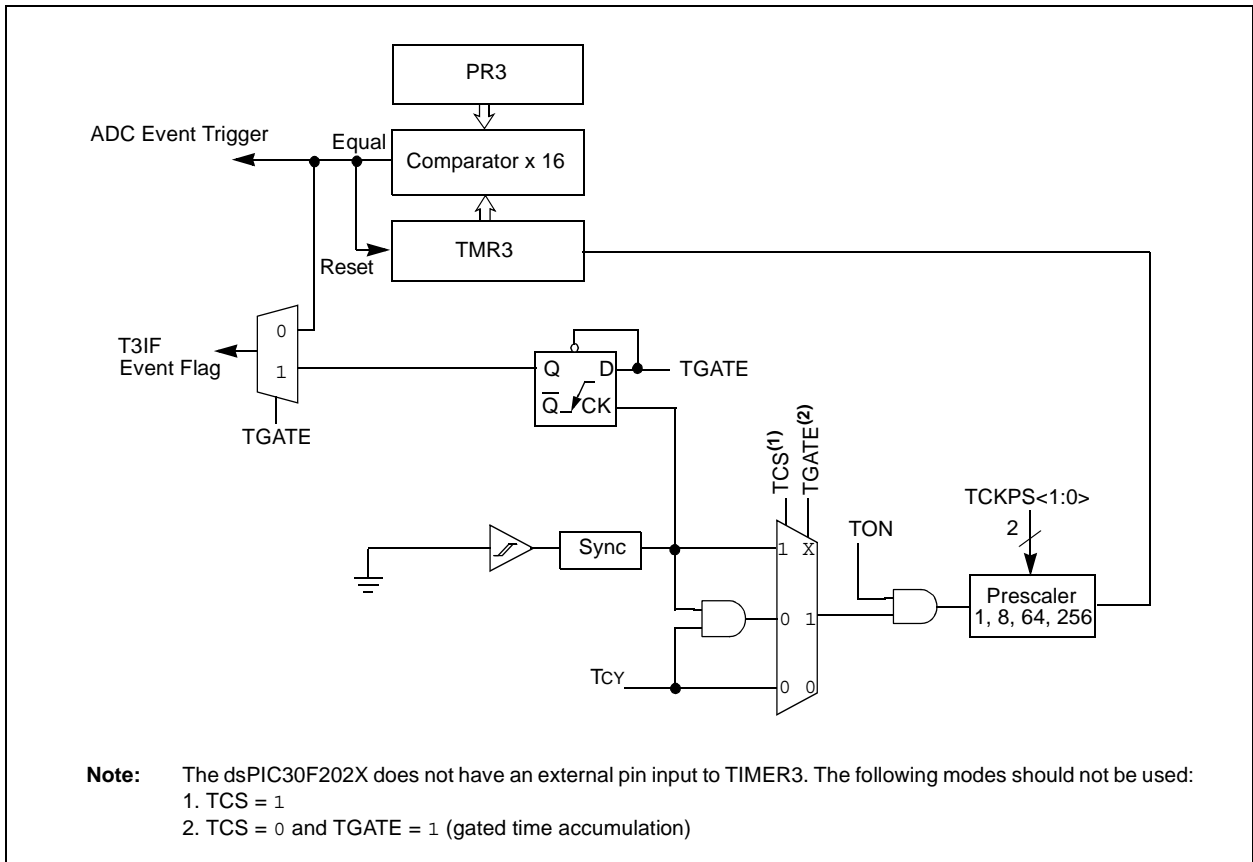 PR3
ADC Event Trigger
Equal
Comparator x 16
TMR3
Reset
0
1
T3IF
Event Flag
TGATE
Q D
Q̅ CK
TGATE
TCS(1)
TGATE(2)
TCKPS<1:0>
2
TON
Sync
1 X
Prescaler
1, 8, 64, 256
0 1
TCY
0 0
Note: The dsPIC30F202X does not have an external pin input to TIMER3. The following modes should not be used:
1. TCS = 1
2. TCS = 0 and TGATE = 1 (gated time accumulation)